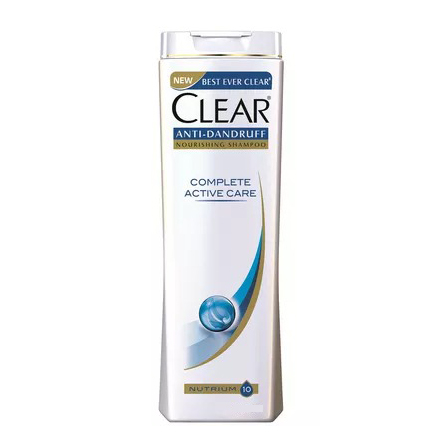 NEW BEST EVER CLEAR
CLEAR
ANTI-DANDRUFF
NOURISHING SHAMPOO
COMPLETE
ACTIVE CARE
NUTRIUM 10